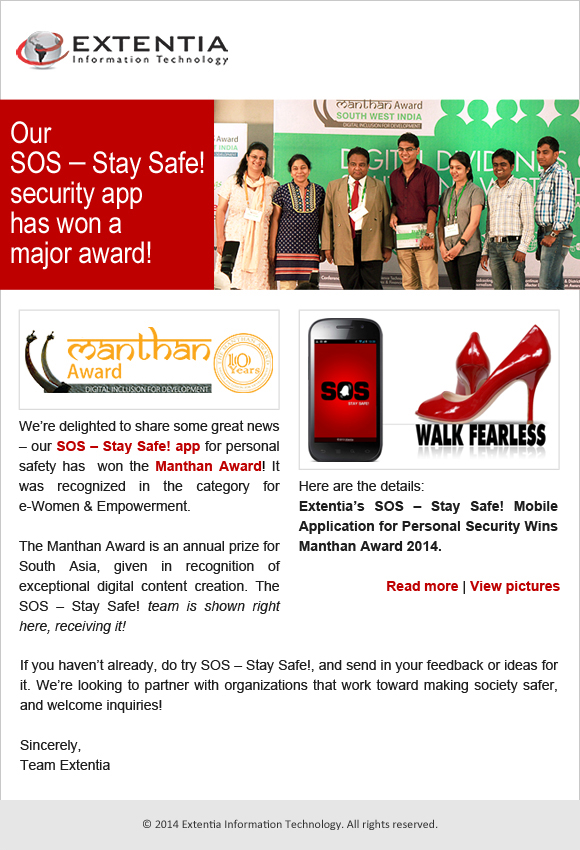 EXTENTIA
Information Technology
Our
SOS – Stay Safe!
security app
has won a
major award!
manthan Award
SOUTH WEST INDIA
DIGITAL INCLUSION FOR DEVELOPMENT
DIGITAL DIVIDENDS
manthan
Award
DIGITAL INCLUSION FOR DEVELOPMENT
10
Years
SOS
STAY SAFE!
WALK FEARLESS
We’re delighted to share some great news
– our SOS – Stay Safe! app for personal
safety has won the Manthan Award! It
was recognized in the category for
e-Women & Empowerment.
The Manthan Award is an annual prize for
South Asia, given in recognition of
exceptional digital content creation. The
SOS – Stay Safe! team is shown right
here, receiving it!
Here are the details:
Extentia’s SOS – Stay Safe! Mobile
Application for Personal Security Wins
Manthan Award 2014.
Read more | View pictures
If you haven’t already, do try SOS – Stay Safe!, and send in your feedback or ideas for
it. We’re looking to partner with organizations that work toward making society safer,
and welcome inquiries!
Sincerely,
Team Extentia
© 2014 Extentia Information Technology. All rights reserved.